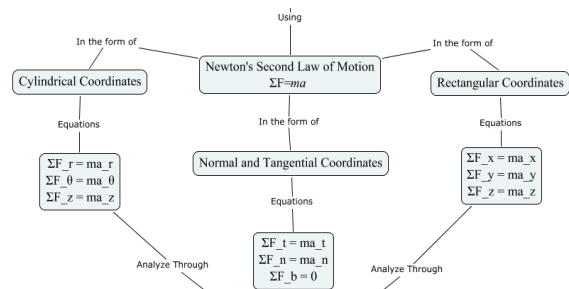 Using
In the form of
In the form of
Newton's Second Law of Motion
ΣF=ma
Cylindrical Coordinates
Rectangular Coordinates
Equations
In the form of
Equations
Normal and Tangential Coordinates
ΣF_r = ma_r
ΣF_θ = ma_θ
ΣF_z = ma_z
ΣF_x = ma_x
ΣF_y = ma_y
ΣF_z = ma_z
Equations
ΣF_t = ma_t
ΣF_n = ma_n
ΣF_b = 0
Analyze Through
Analyze Through